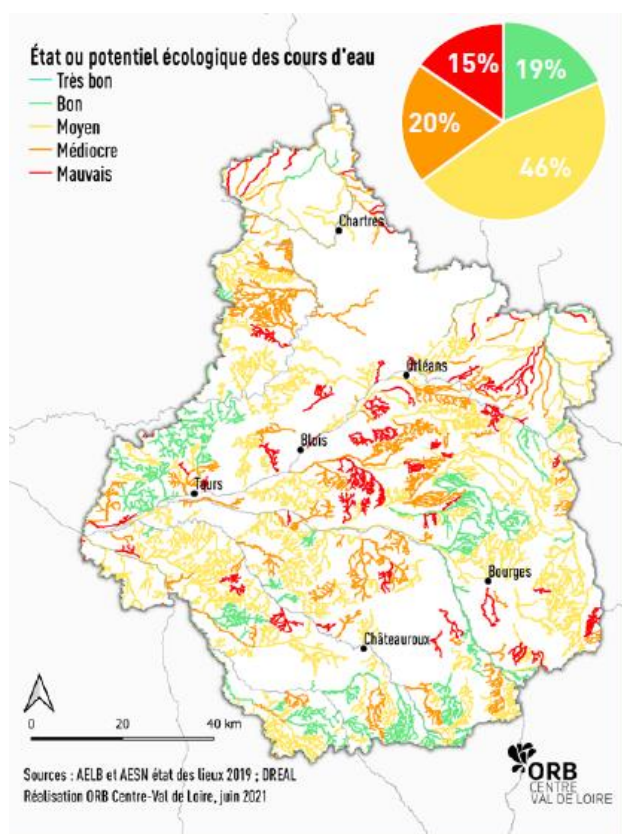 État ou potentiel écologique des cours d'eau
Très bon
Bon
Moyen
Médiocre
Mauvais
15%
19%
20%
46%
Chartres
Orléans
Blois
Tours
Bourges
Châteauroux
0 20 40 km
Sources : AELB et AESN état des lieux 2019 ; DREAL
Réalisation ORB Centre-Val de Loire, juin 2021
ORB
CENTRE
VAL DE LOIRE